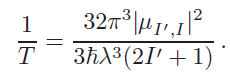 1/T = 32π³|μ_{I′,I}|² / 3ħλ³(2I′ + 1) .